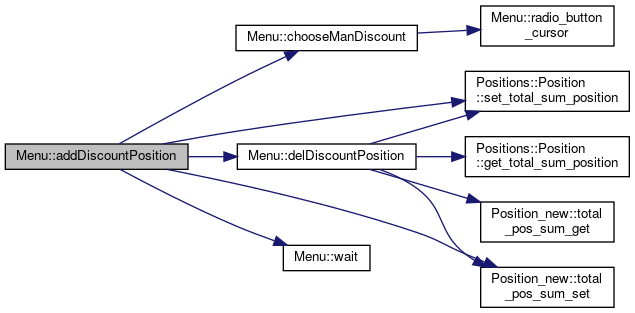 Menu::addDiscountPosition
Menu::chooseManDiscount
Menu::radio_button
_cursor
Positions::Position
::set_total_sum_position
Menu::delDiscountPosition
Positions::Position
::get_total_sum_position
Position_new::total
_pos_sum_get
Menu::wait
Position_new::total
_pos_sum_set